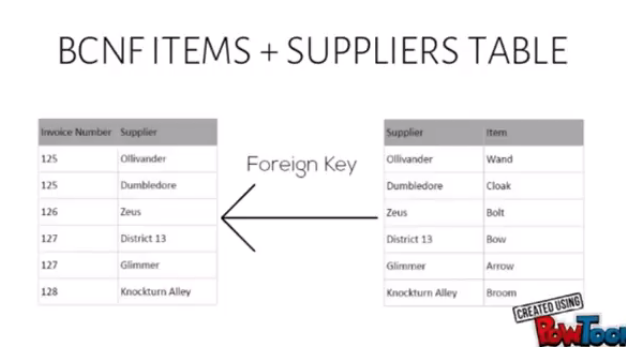 BCNF ITEMS + SUPPLIERS TABLE
Invoice Number Supplier
125 Ollivander
125 Dumbledore
126 Zeus
127 District 13
127 Glimmer
128 Knockturn Alley
Foreign Key
Supplier Item
Ollivander Wand
Dumbledore Cloak
Zeus Bolt
District 13 Bow
Glimmer Arrow
Knockturn Alley Broom
CREATED USING
PowToon